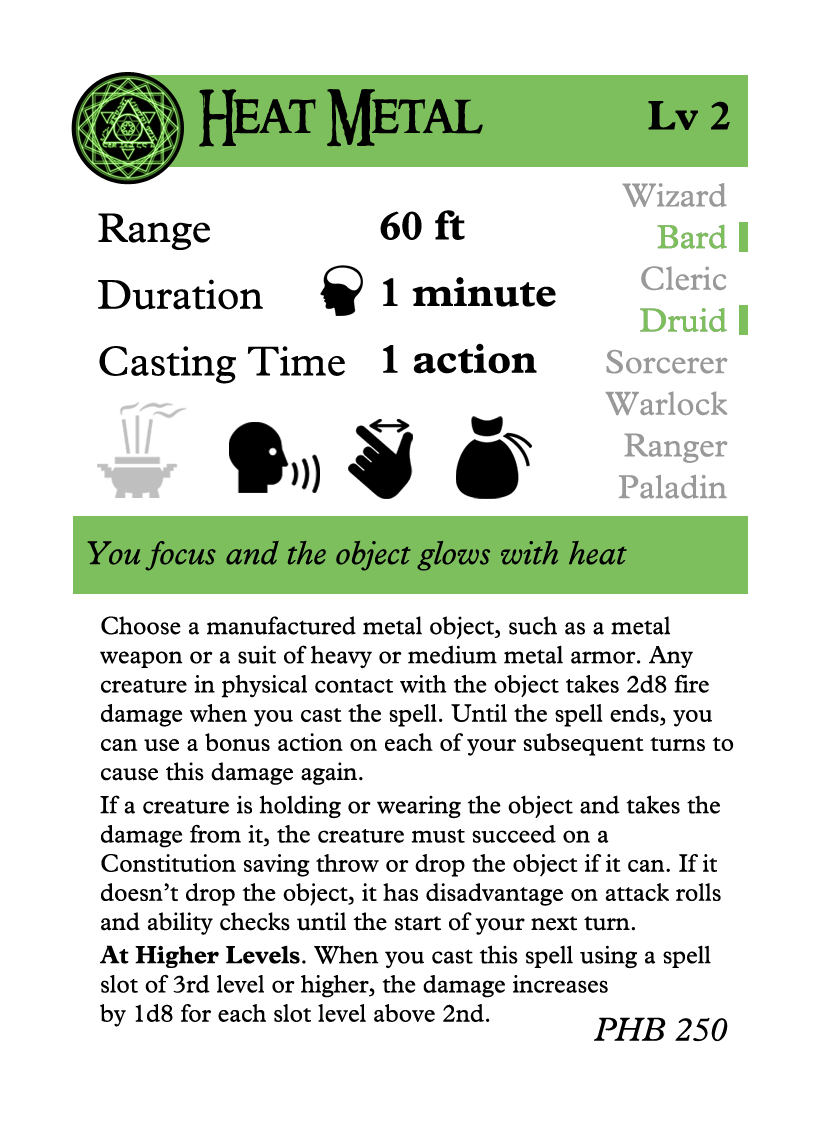 HEAT METAL
Lv 2
Range 60 ft
Duration 1 minute
Casting Time 1 action
Wizard
Bard
Cleric
Druid
Sorcerer
Warlock
Ranger
Paladin
You focus and the object glows with heat
Choose a manufactured metal object, such as a metal
weapon or a suit of heavy or medium metal armor. Any
creature in physical contact with the object takes 2d8 fire
damage when you cast the spell. Until the spell ends, you
can use a bonus action on each of your subsequent turns to
cause this damage again.
If a creature is holding or wearing the object and takes the
damage from it, the creature must succeed on a
Constitution saving throw or drop the object if it can. If it
doesn’t drop the object, it has disadvantage on attack rolls
and ability checks until the start of your next turn.
At Higher Levels. When you cast this spell using a spell
slot of 3rd level or higher, the damage increases
by 1d8 for each slot level above 2nd.
PHB 250